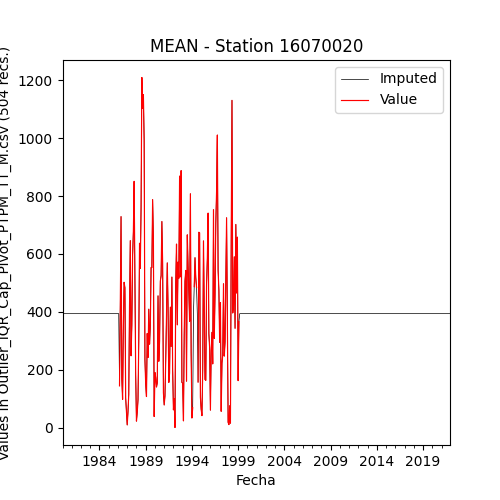 MEAN - Station 16070020
Imputed
Value
1200
1000
800
600
400
200
0
Values in Outlier_IQR_Cap_Pivot_PTPM_TT_M.csv (504 recs.)
1984 1989 1994 1999 2004 2009 2014 2019
Fecha